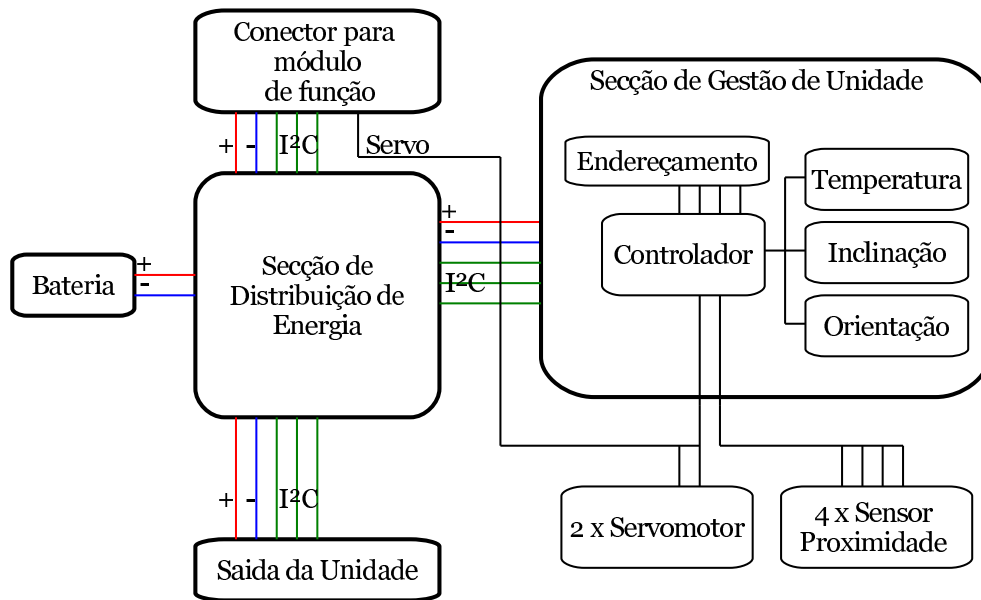 Conector para
módulo
de função
+
-
I²C
Servo
Secção de Gestão de Unidade
Endereçamento
Temperatura
Controlador
Inclinação
Orientação
+
-
I²C
Bateria
+
-
Secção de
Distribuição de
Energia
+
-
I²C
Saida da Unidade
2 x Servomotor
4 x Sensor
Proximidade